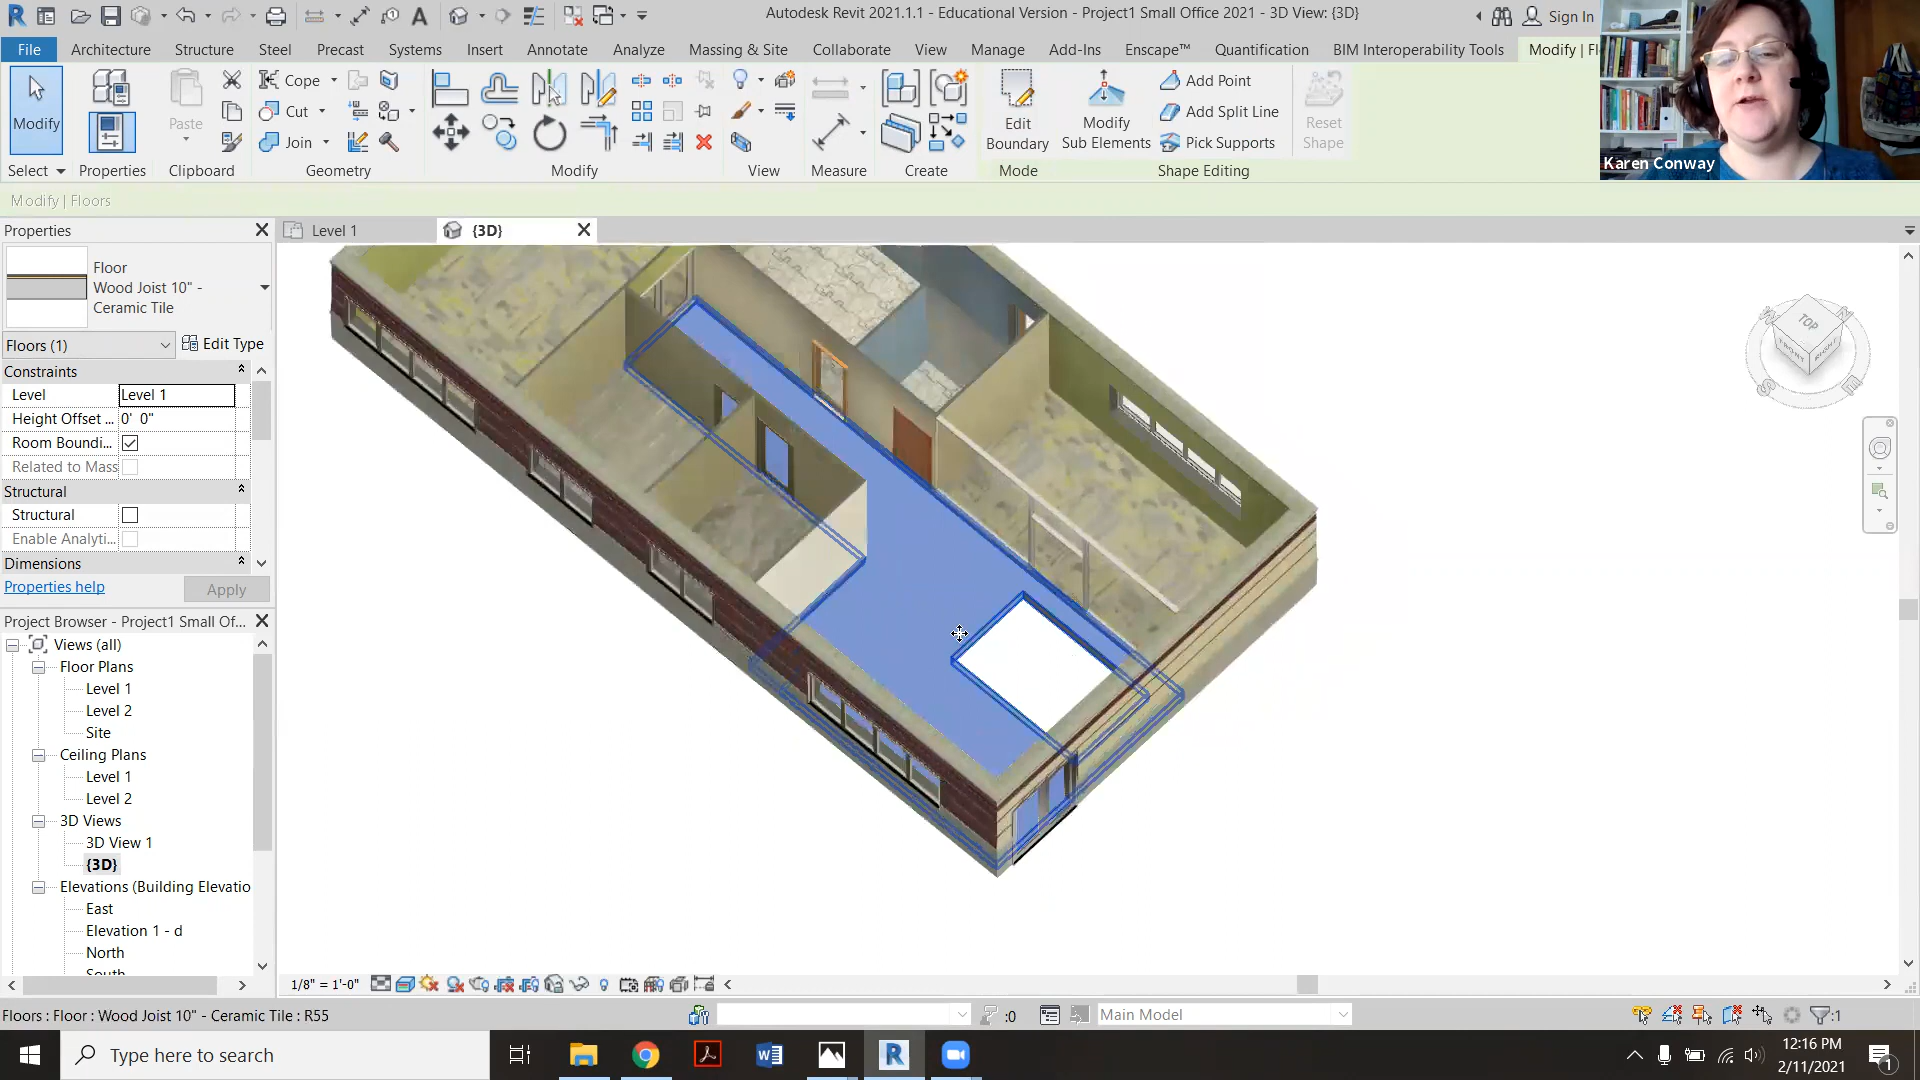 Autodesk Revit 2021.1.1 - Educational Version - Project1 Small Office 2021 - 3D View: {3D}
Sign In
File
Architecture
Structure
Steel
Precast
Systems
Insert
Annotate
Analyze
Massing & Site
Collaborate
View
Manage
Add-Ins
Enscape™
Quantification
BIM Interoperability Tools
Modify | Fl
Modify
Paste
Cope
Cut
Join
Edit Boundary
Modify Sub Elements
Add Point
Add Split Line
Pick Supports
Reset Shape
Select
Properties
Clipboard
Geometry
Modify
View
Measure
Create
Mode
Shape Editing
Karen Conway
Modify | Floors
Properties
Level 1
{3D}
Floor
Wood Joist 10" -
Ceramic Tile
Floors (1)
Edit Type
Constraints
Level
Level 1
Height Offset ...
0' 0"
Room Boundi...
Related to Mass
Structural
Structural
Enable Analyti...
Dimensions
Properties help
Apply
Project Browser - Project1 Small Of...
Views (all)
Floor Plans
Level 1
Level 2
Site
Ceiling Plans
Level 1
Level 2
3D Views
3D View 1
{3D}
Elevations (Building Elevatio
East
Elevation 1 - d
North
South
TOP
FRONT
RIGHT
N
S
E
1/8" = 1'-0"
Floors : Floor : Wood Joist 10" - Ceramic Tile : R55
:0
Main Model
:1
Type here to search
12:16 PM
2/11/2021
1